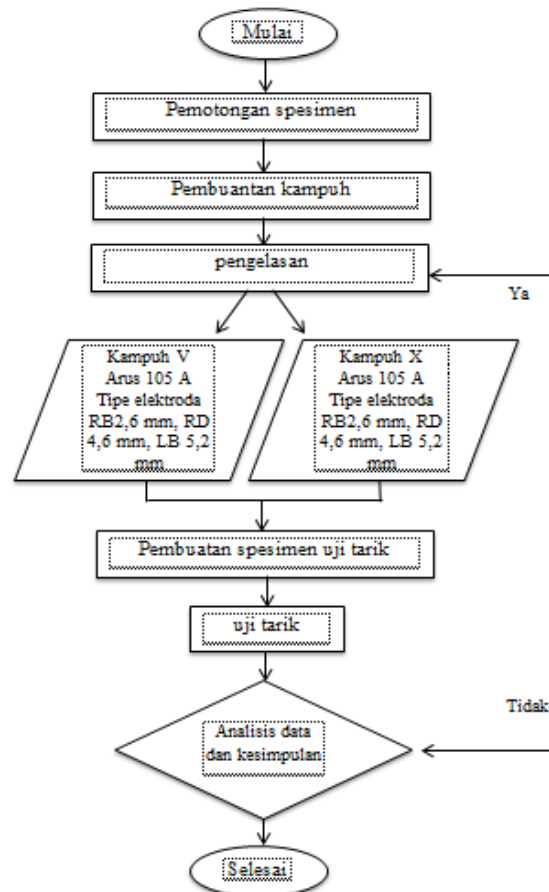 Mulai
Pemotongan spesimen
Pembuantan kampuh
pengelasan
Ya
Kampuh V
Arus 105 A
Tipe elektroda
RB2,6 mm, RD
4,6 mm, LB 5,2
mm
Kampuh X
Arus 105 A
Tipe elektroda
RB2,6 mm, RD
4,6 mm, LB 5,2
mm
Pembuatan spesimen uji tarik
uji tarik
Tidak
Analisis data
dan kesimpulan
Selesai